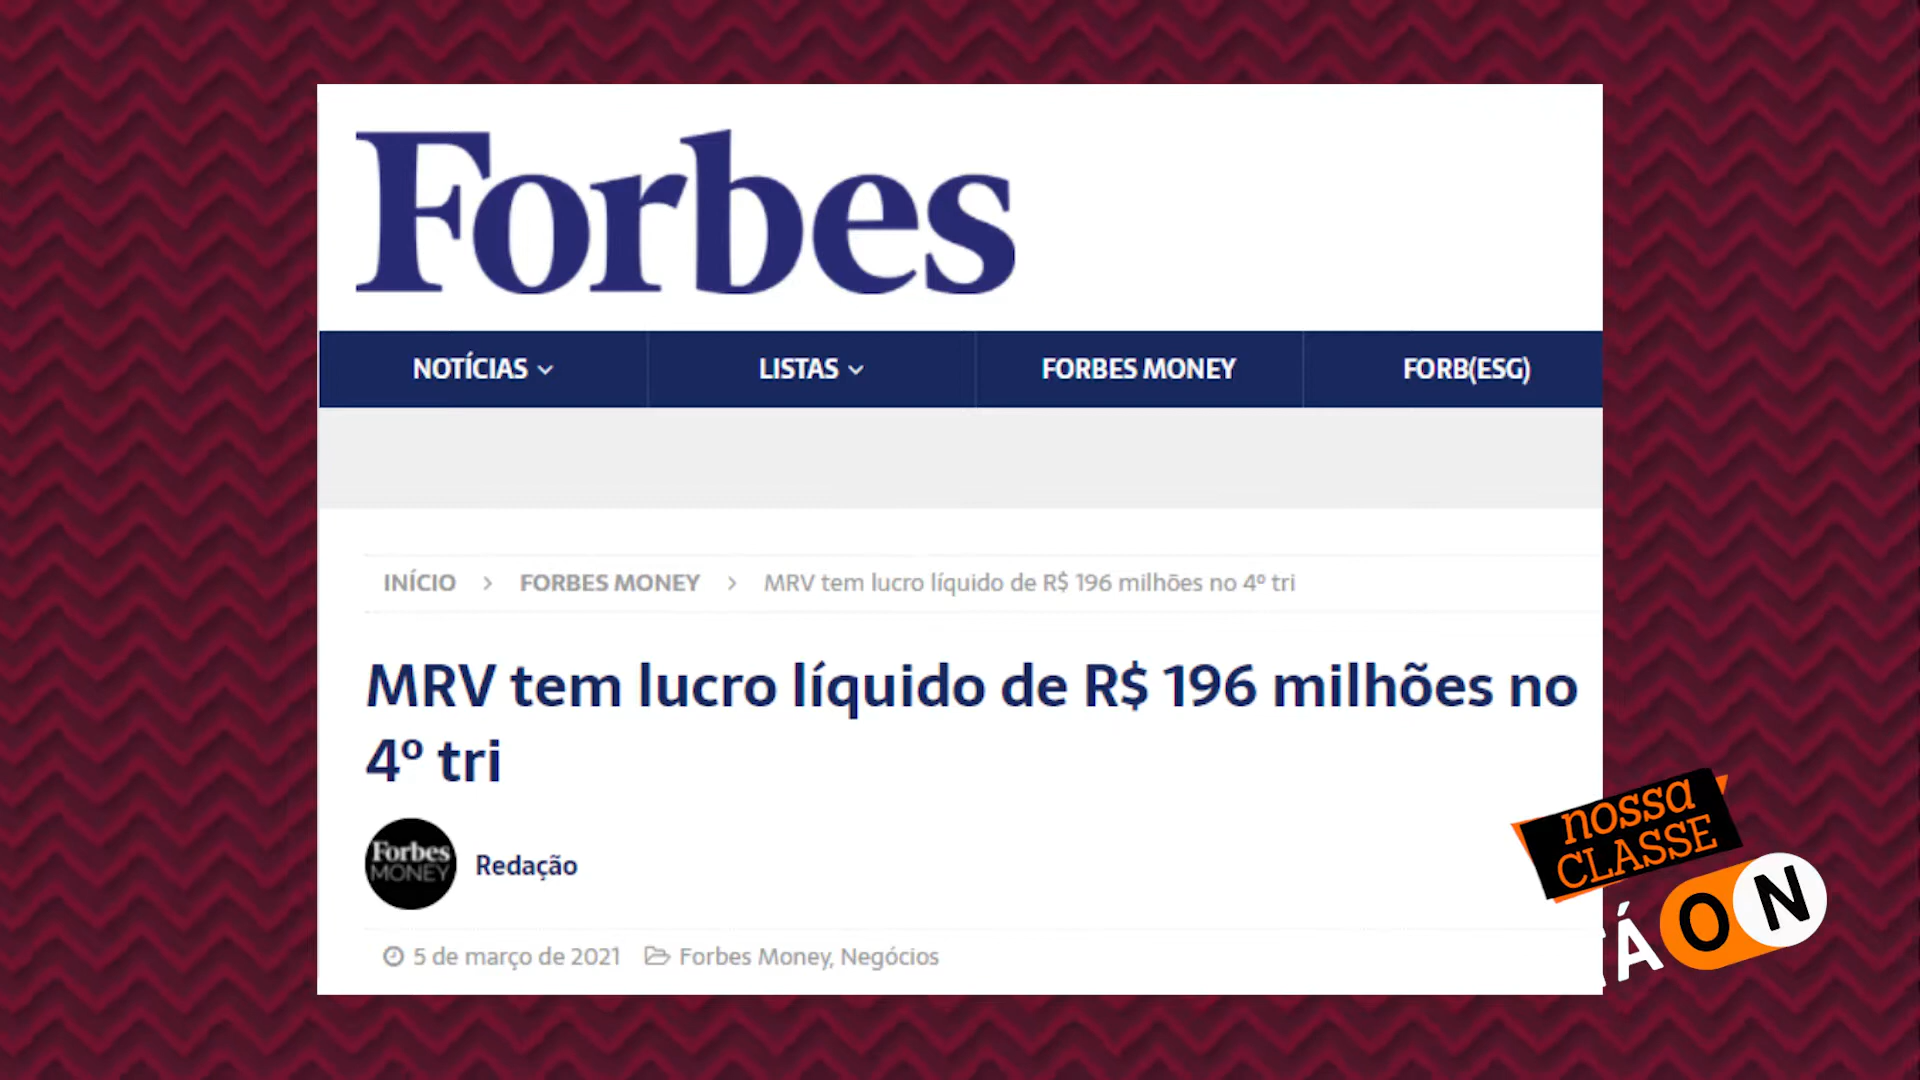 Forbes
NOTÍCIAS LISTAS FORBES MONEY FORB(ESG)
INÍCIO > FORBES MONEY > MRV tem lucro líquido de R$ 196 milhões no 4º tri
MRV tem lucro líquido de R$ 196 milhões no
4º tri
Forbes
MONEY
Redação
5 de março de 2021 Forbes Money, Negócios
nossa
CLASSE
TÁ ON